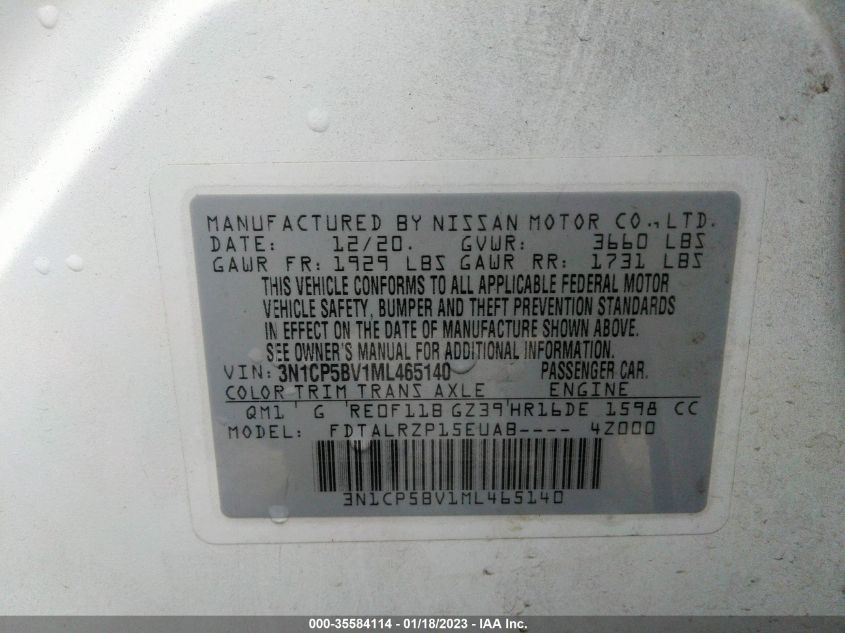 MANUFACTURED BY NISSAN MOTOR CO., LTD.
DATE: 12/20. GVWR: 3660 LBS
GAWR FR: 1929 LBS GAWR RR: 1731 LBS
THIS VEHICLE CONFORMS TO ALL APPLICABLE FEDERAL MOTOR
VEHICLE SAFETY, BUMPER AND THEFT PREVENTION STANDARDS
IN EFFECT ON THE DATE OF MANUFACTURE SHOWN ABOVE.
SEE OWNER'S MANUAL FOR ADDITIONAL INFORMATION.
VIN: 3N1CP5BV1ML465140 PASSENGER CAR.
COLOR TRIM TRANS AXLE ENGINE
QM1 G RE0F11B GZ39 HR16DE 1598 CC
MODEL: FDTALRZP15EUAB---- 4Z000
3N1CP5BV1ML465140
000-35584114 - 01/18/2023 - IAA Inc.